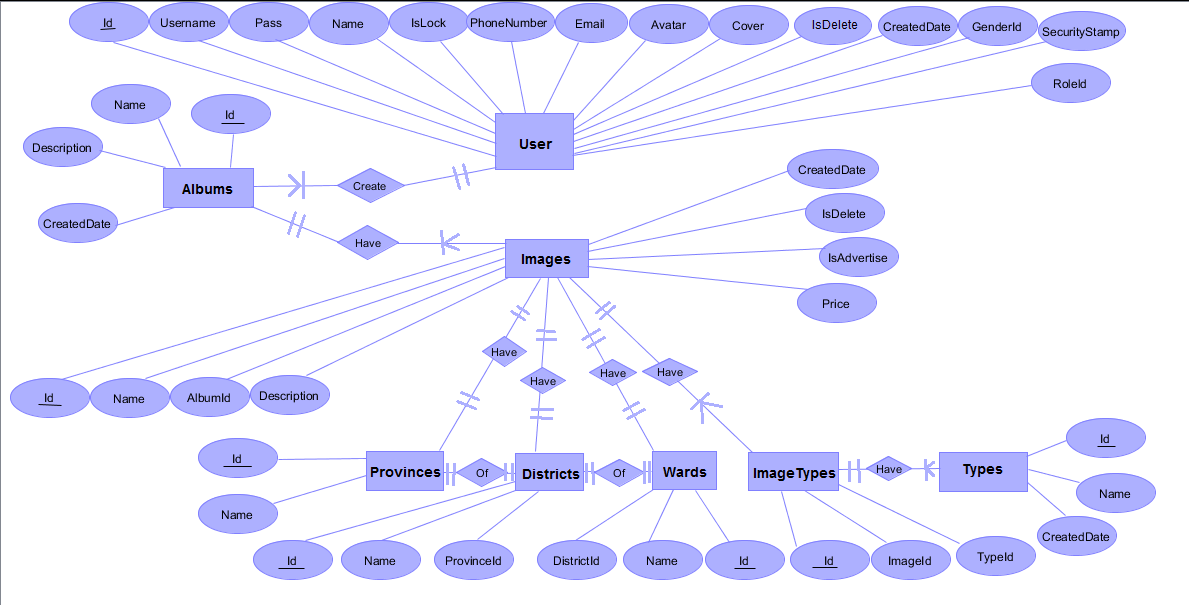 Id
Username
Pass
Name
IsLock
PhoneNumber
Email
Avatar
Cover
IsDelete
CreatedDate
GenderId
SecurityStamp
RoleId
Name
Id
Description
User
Albums
Create
CreatedDate
CreatedDate
IsDelete
Have
Images
IsAdvertise
Price
Have
Have
Have
Have
Id
Name
AlbumId
Description
Id
Provinces
Of
Districts
Of
Wards
ImageTypes
Have
Types
Id
Name
Name
CreatedDate
Id
Name
ProvinceId
DistrictId
Name
Id
Id
ImageId
TypeId